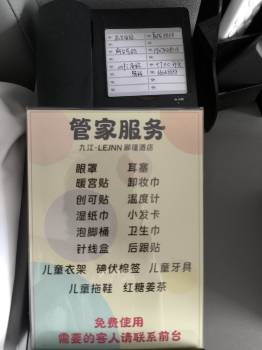 管家服务
九江·LEJNN 丽瑾酒店
眼罩 耳塞
暖宫贴 卸妆巾
创可贴 温度计
湿纸巾 小发卡
泡脚桶 卫生巾
针线盒 后跟贴
儿童衣架 碘伏棉签 儿童牙具
儿童拖鞋 红糖姜茶
免费使用
需要的客人请联系前台